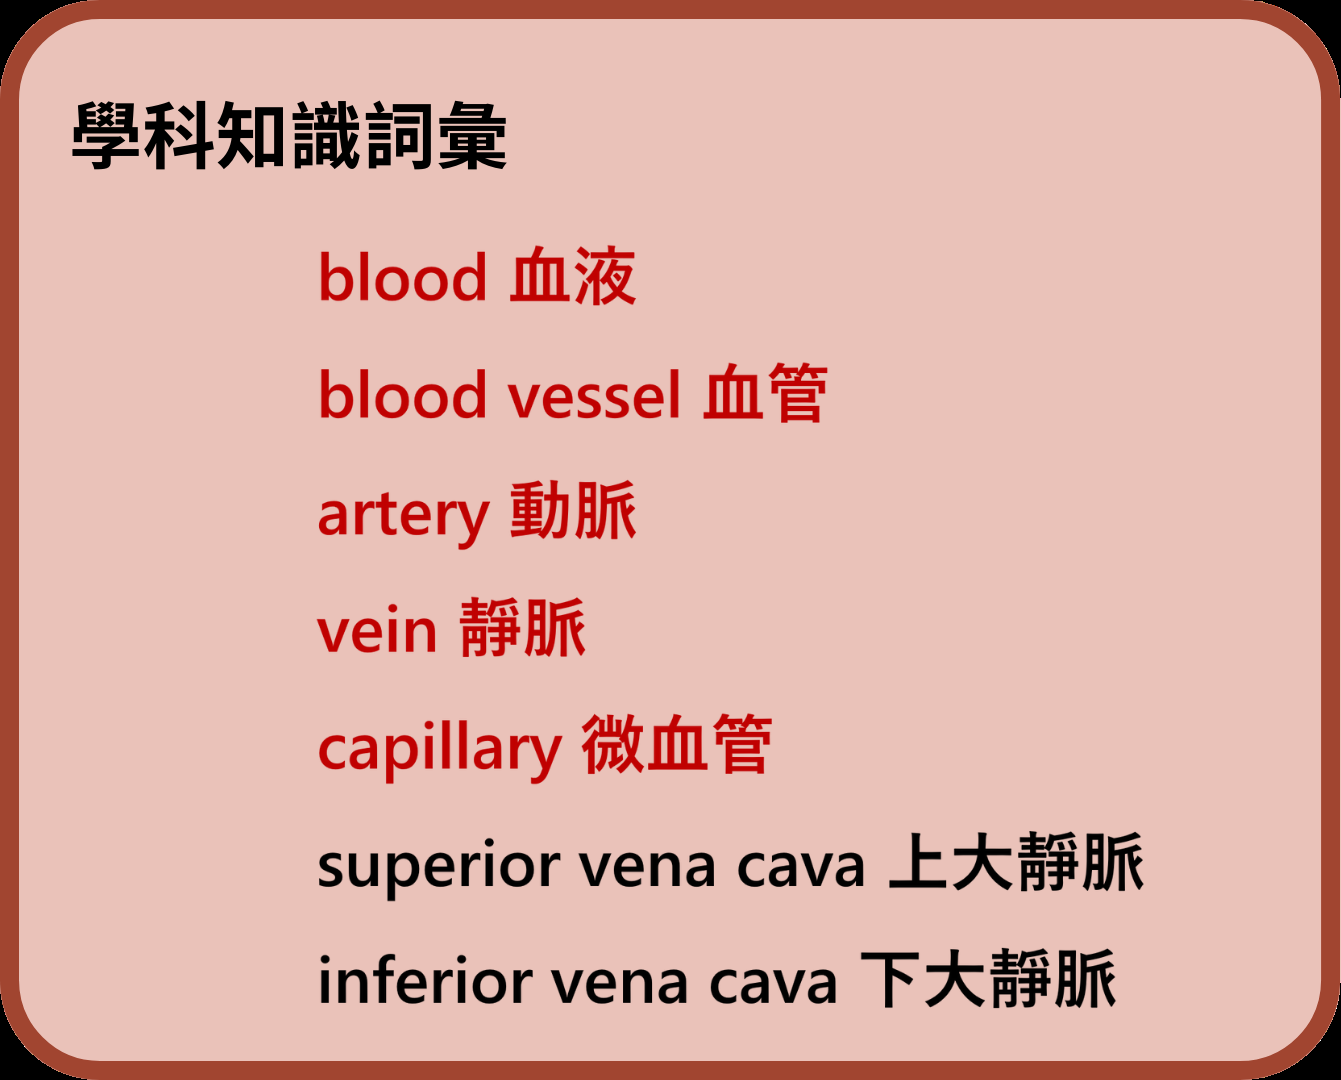 學科知識詞彙
blood 血液
blood vessel 血管
artery 動脈
vein 靜脈
capillary 微血管
superior vena cava 上大靜脈
inferior vena cava 下大靜脈